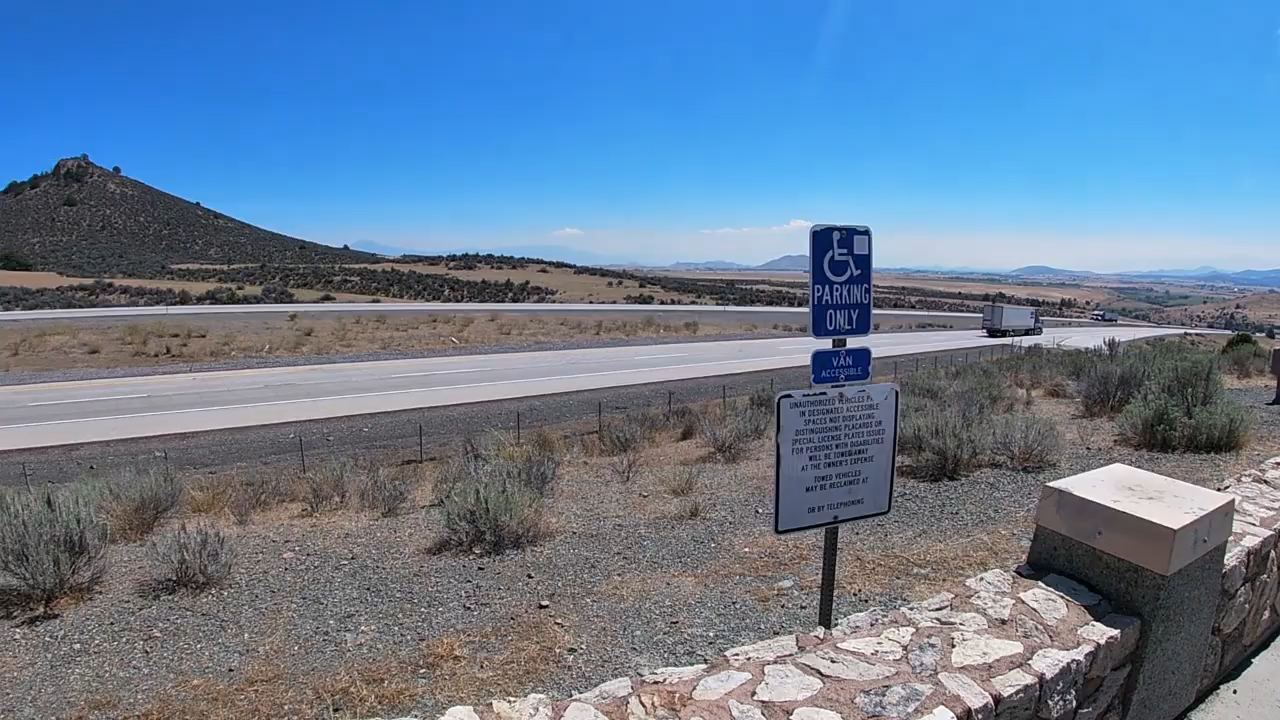 PARKING
ONLY
VAN
ACCESSIBLE
UNAUTHORIZED VEHICLES
IN DESIGNATED ACCESSIBLE
SPACES NOT DISPLAYING
DISTINGUISHING PLACARDS OR
SPECIAL LICENSE PLATES ISSUED
FOR PERSONS WITH DISABILITIES
WILL BE TOWED AWAY
AT THE OWNER'S EXPENSE
TOWED VEHICLES
MAY BE RECLAIMED AT
OR BY TELEPHONING